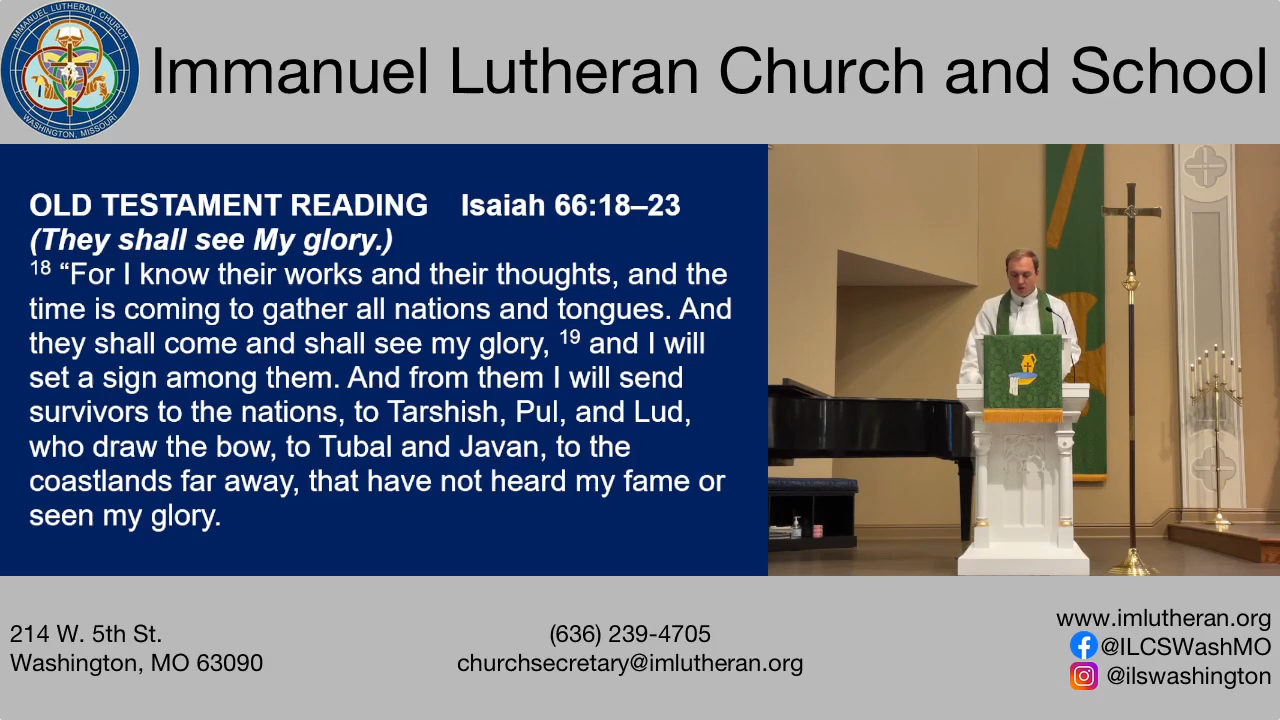 IMMANUEL LUTHERAN CHURCH
WASHINGTON, MISSOURI
Immanuel Lutheran Church and School
OLD TESTAMENT READING Isaiah 66:18–23
(They shall see My glory.)
18 “For I know their works and their thoughts, and the
time is coming to gather all nations and tongues. And
they shall come and shall see my glory, 19 and I will
set a sign among them. And from them I will send
survivors to the nations, to Tarshish, Pul, and Lud,
who draw the bow, to Tubal and Javan, to the
coastlands far away, that have not heard my fame or
seen my glory.
214 W. 5th St.
Washington, MO 63090
(636) 239-4705
churchsecretary@imlutheran.org
www.imlutheran.org
@ILCSWashMO
@ilswashington